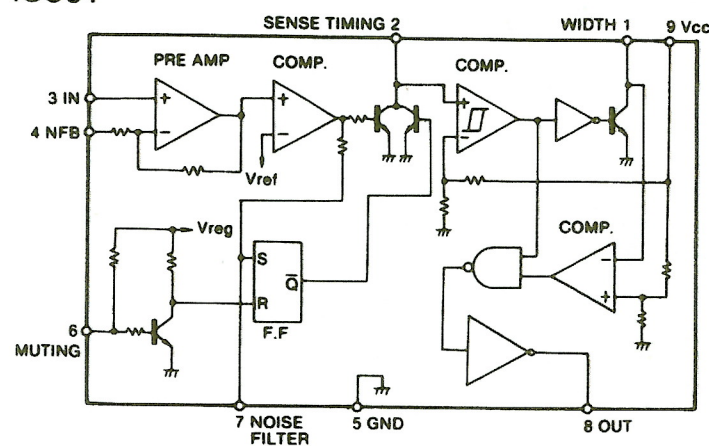 SENSE TIMING 2
WIDTH 1
9 Vcc
PRE AMP
COMP.
COMP.
3 IN
4 NFB
+
-
+
-
+
-
Vref
Vreg
COMP.
-
+
S
Q̅
R
F.F
6
MUTING
7 NOISE
FILTER
5 GND
8 OUT